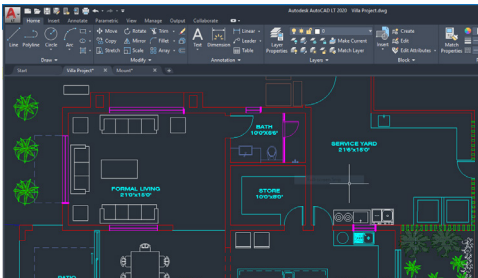 Autodesk AutoCAD LT 2020 Villa Project.dwg
Home Insert Annotate Parametric View Manage Output Collaborate
Line Polyline Circle Arc
Move Rotate Trim
Copy Mirror Fillet
Stretch Scale Array
Text Dimension
Linear
Leader
Table
Layer Properties
Make Current
Match Layer
Insert
Create
Edit
Edit Attributes
Match Properties
Draw Modify Annotation Layers Block
Start Villa Project*
BATH
SERVICE YARD
FORMAL LIVING
STORE
PATIO